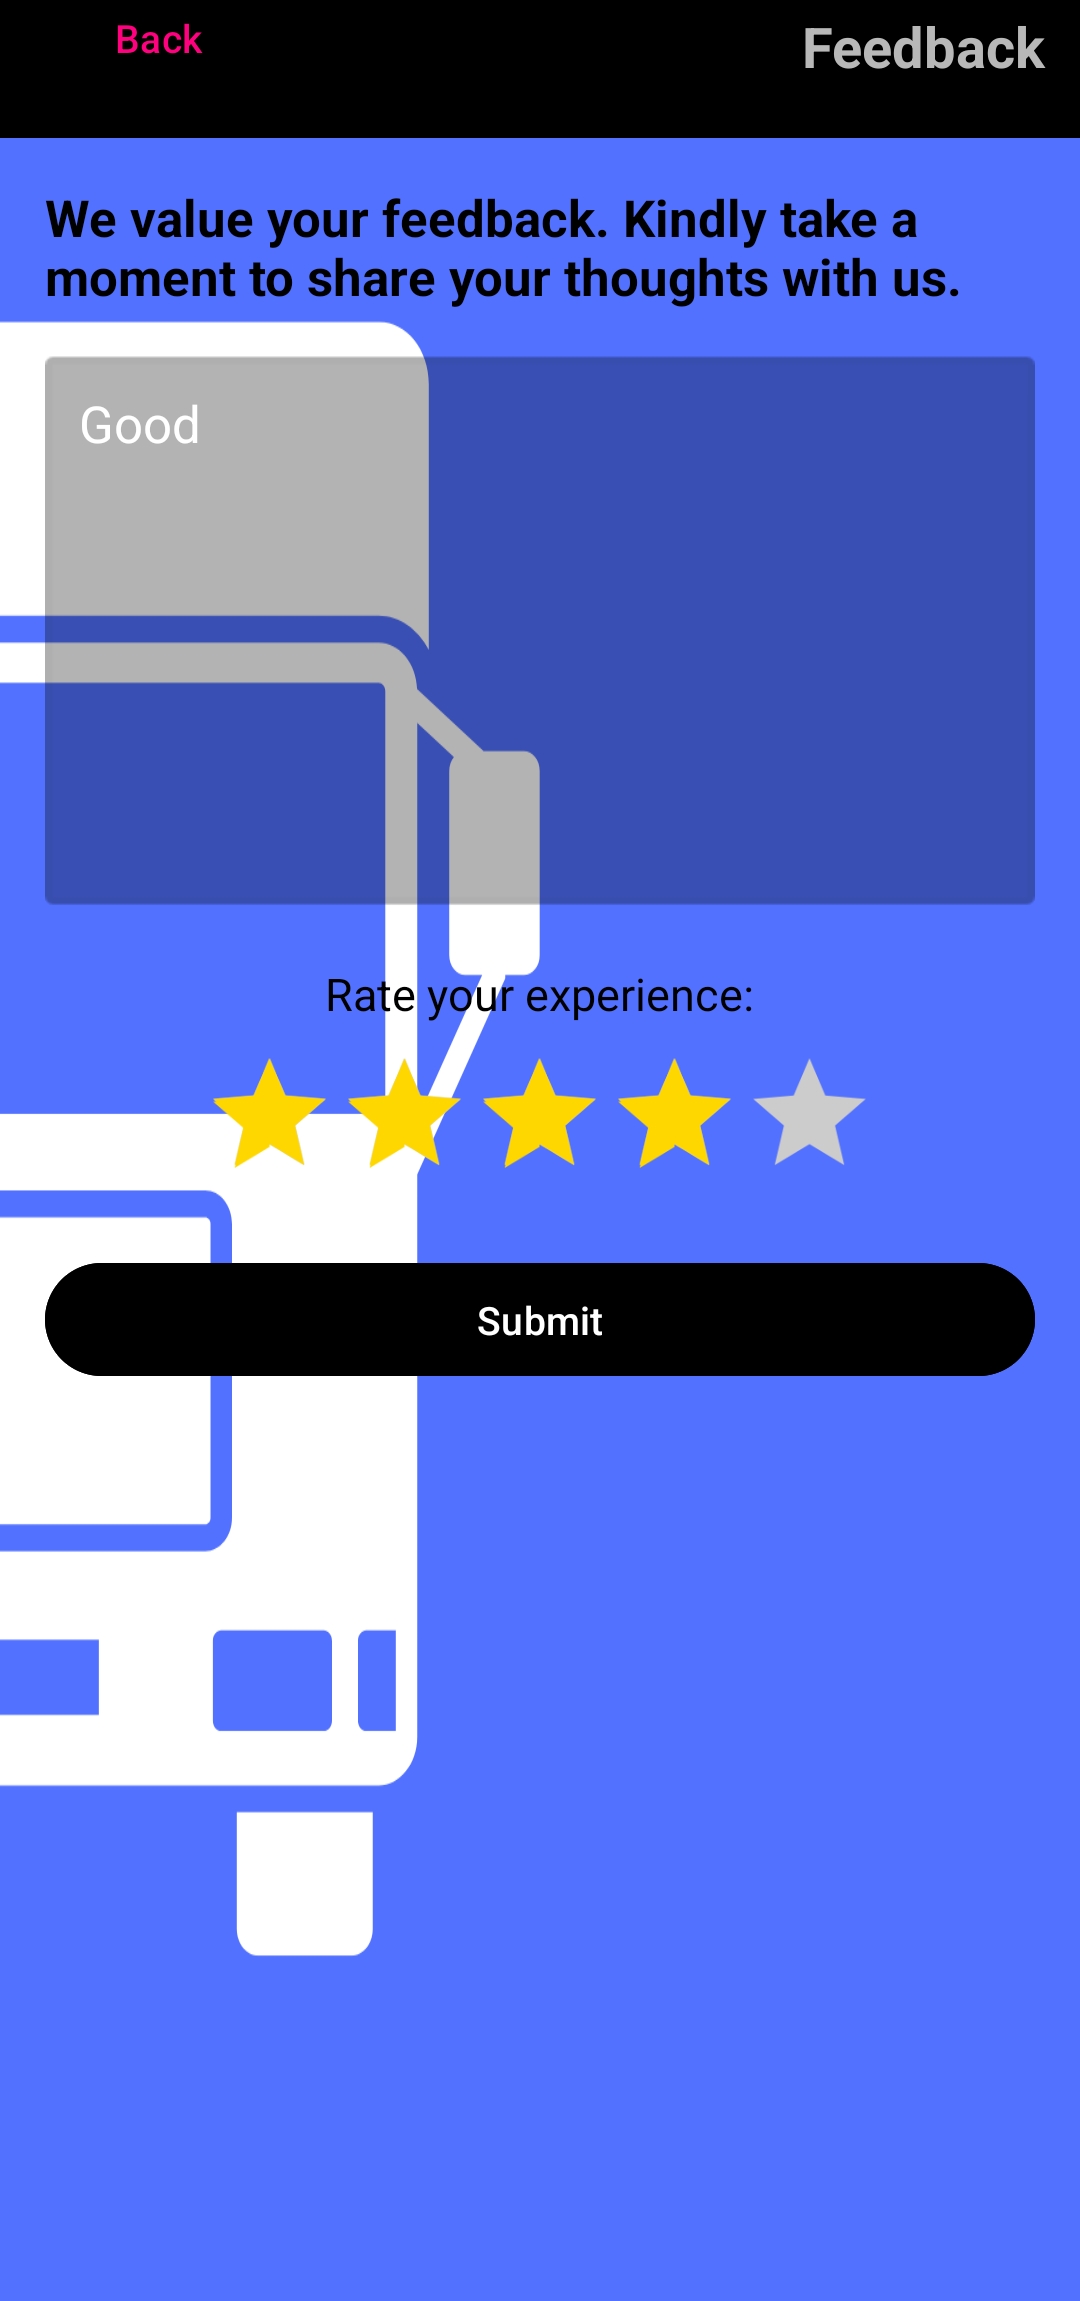 Back
Feedback
We value your feedback. Kindly take a
moment to share your thoughts with us.
Good
Rate your experience:
Submit